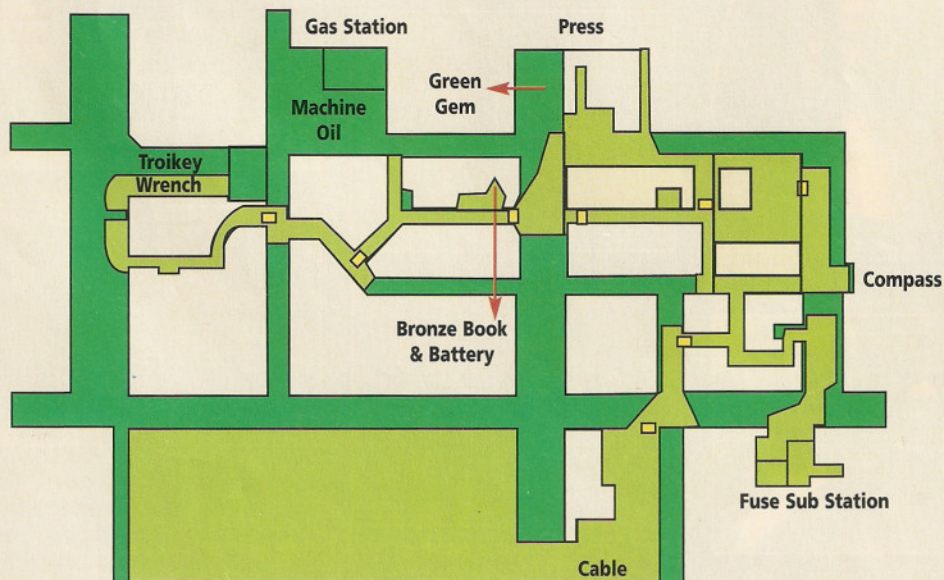 Gas Station
Press
Green
Gem
Machine
Oil
Troikey
Wrench
Compass
Bronze Book
& Battery
Fuse Sub Station
Cable